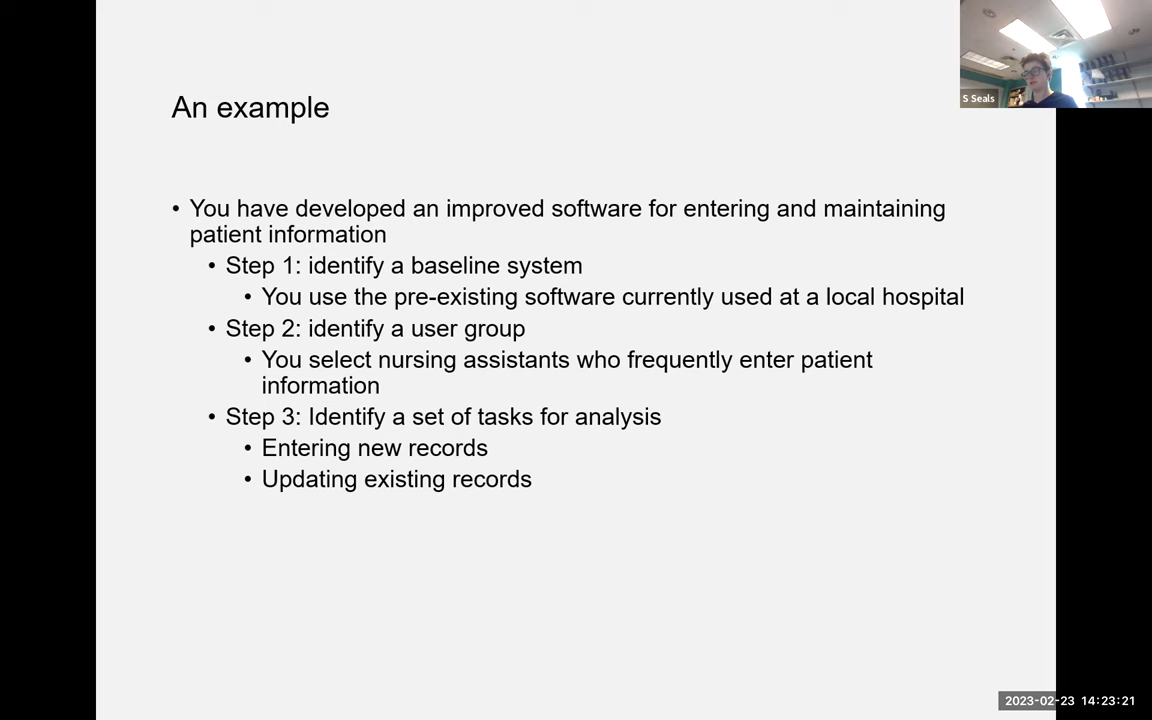 S Seals
An example
• You have developed an improved software for entering and maintaining
patient information
• Step 1: identify a baseline system
• You use the pre-existing software currently used at a local hospital
• Step 2: identify a user group
• You select nursing assistants who frequently enter patient
information
• Step 3: Identify a set of tasks for analysis
• Entering new records
• Updating existing records
2023-02-23 14:23:21